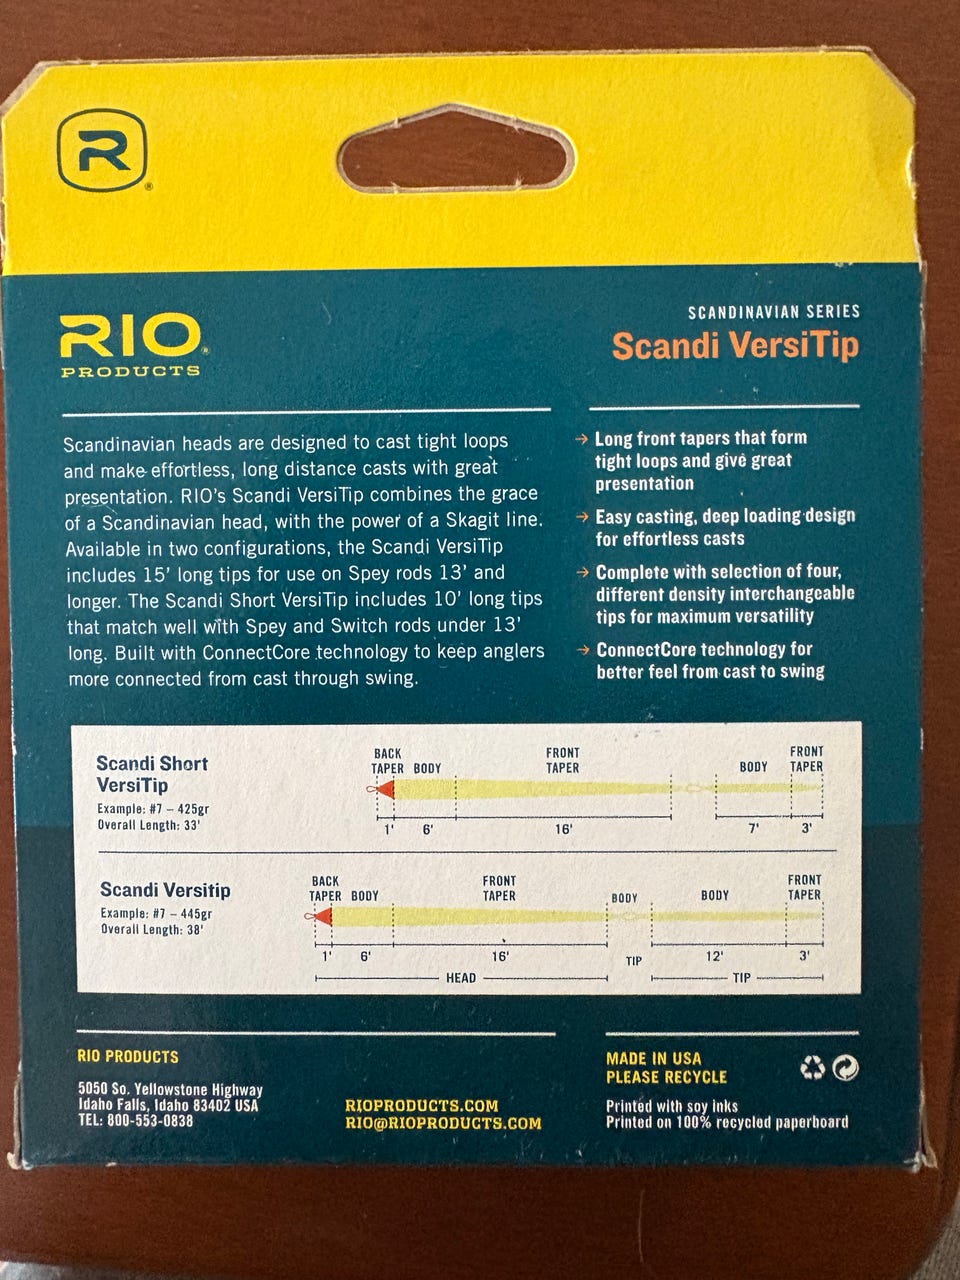 R
®
RIO®
PRODUCTS
SCANDINAVIAN SERIES
Scandi VersiTip
Scandinavian heads are designed to cast tight loops
and make effortless, long distance casts with great
presentation. RIO's Scandi VersiTip combines the grace
of a Scandinavian head, with the power of a Skagit line.
Available in two configurations, the Scandi VersiTip
includes 15' long tips for use on Spey rods 13' and
longer. The Scandi Short VersiTip includes 10' long tips
that match well with Spey and Switch rods under 13'
long. Built with ConnectCore technology to keep anglers
more connected from cast through swing.
→ Long front tapers that form
tight loops and give great
presentation
→ Easy casting, deep loading design
for effortless casts
→ Complete with selection of four,
different density interchangeable
tips for maximum versatility
→ ConnectCore technology for
better feel from cast to swing
Scandi Short
VersiTip
Example: #7 – 425gr
Overall Length: 33'
BACK
TAPER
BODY
FRONT
TAPER
BODY
FRONT
TAPER
1' 6' 16' 7' 3'
Scandi Versitip
Example: #7 – 445gr
Overall Length: 38'
BACK
TAPER
BODY
FRONT
TAPER
BODY
BODY
FRONT
TAPER
1' 6' 16' TIP 12' 3'
HEAD TIP
RIO PRODUCTS
5050 So. Yellowstone Highway
Idaho Falls, Idaho 83402 USA
TEL: 800-553-0838
RIOPRODUCTS.COM
RIO@RIOPRODUCTS.COM
MADE IN USA
PLEASE RECYCLE
Printed with soy inks
Printed on 100% recycled paperboard